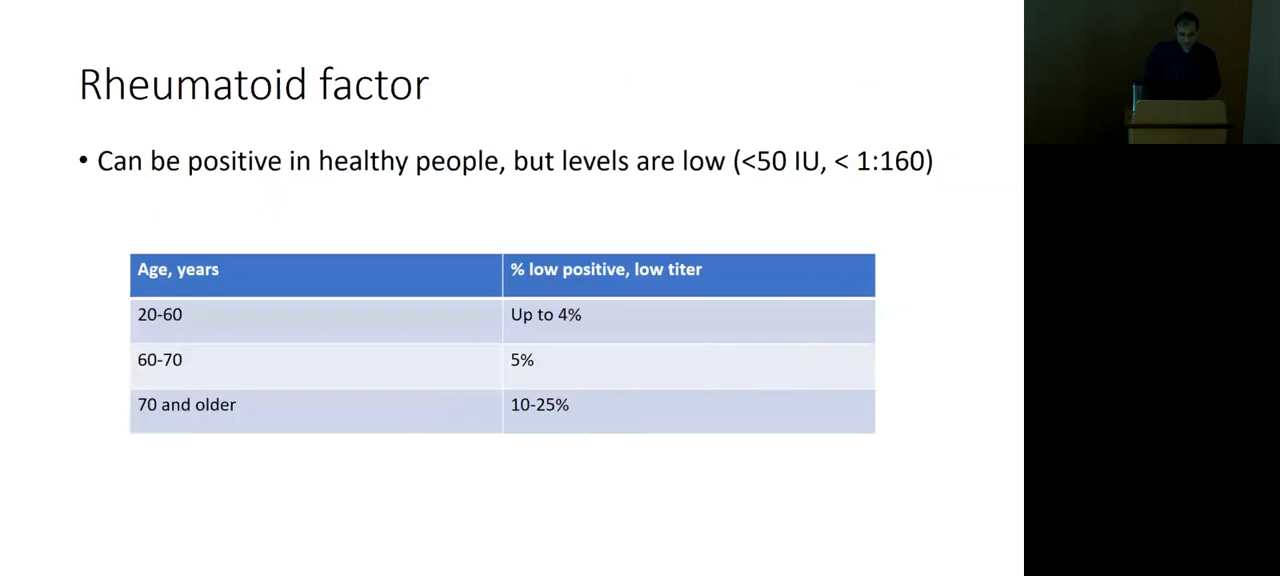 Rheumatoid factor
• Can be positive in healthy people, but levels are low (<50 IU, < 1:160)
Age, years % low positive, low titer
20-60 Up to 4%
60-70 5%
70 and older 10-25%